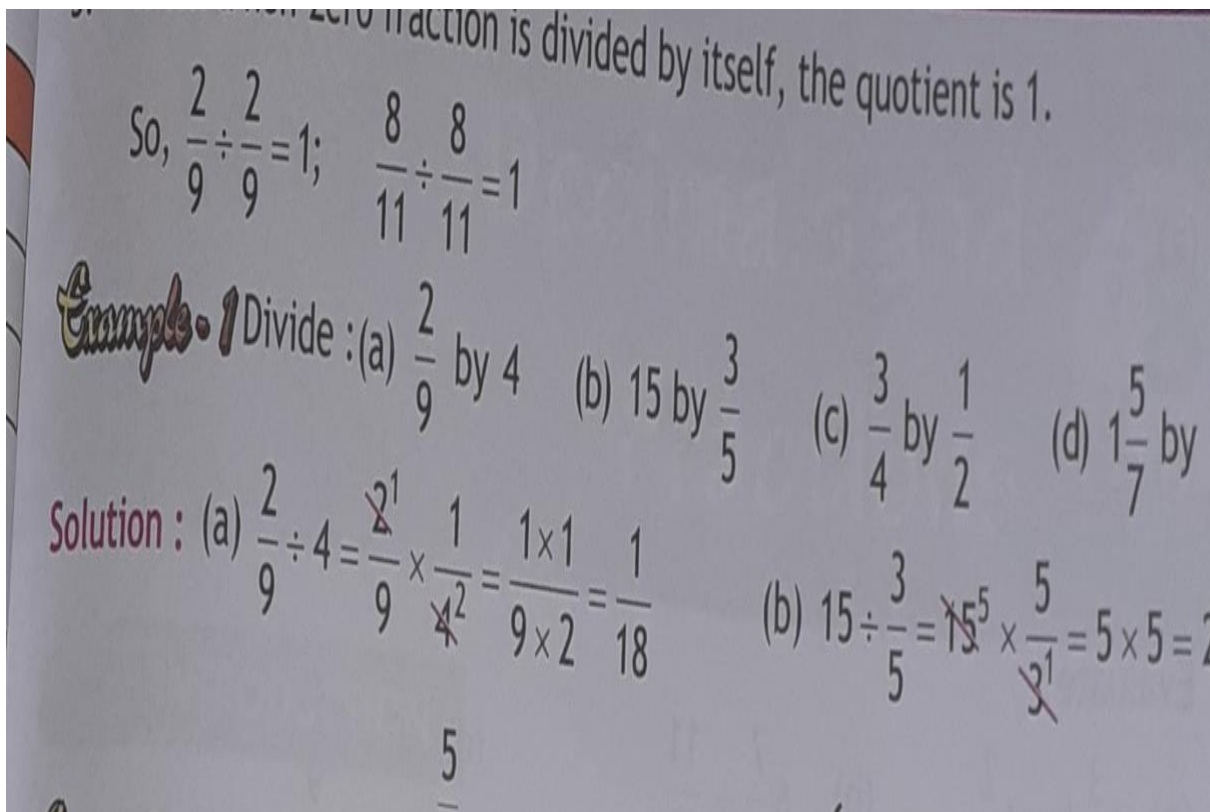 zero fraction is divided by itself, the quotient is 1.
So, 2/9 ÷ 2/9 = 1; 8/11 ÷ 8/11 = 1
Example - 1 Divide : (a) 2/9 by 4 (b) 15 by 3/5 (c) 3/4 by 1/2 (d) 1 5/7 by
Solution : (a) 2/9 ÷ 4 = 2¹/9 × 1/4² = 1×1/9×2 = 1/18 (b) 15 ÷ 3/5 = 15⁵ × 5/3¹ = 5 × 5 =
5